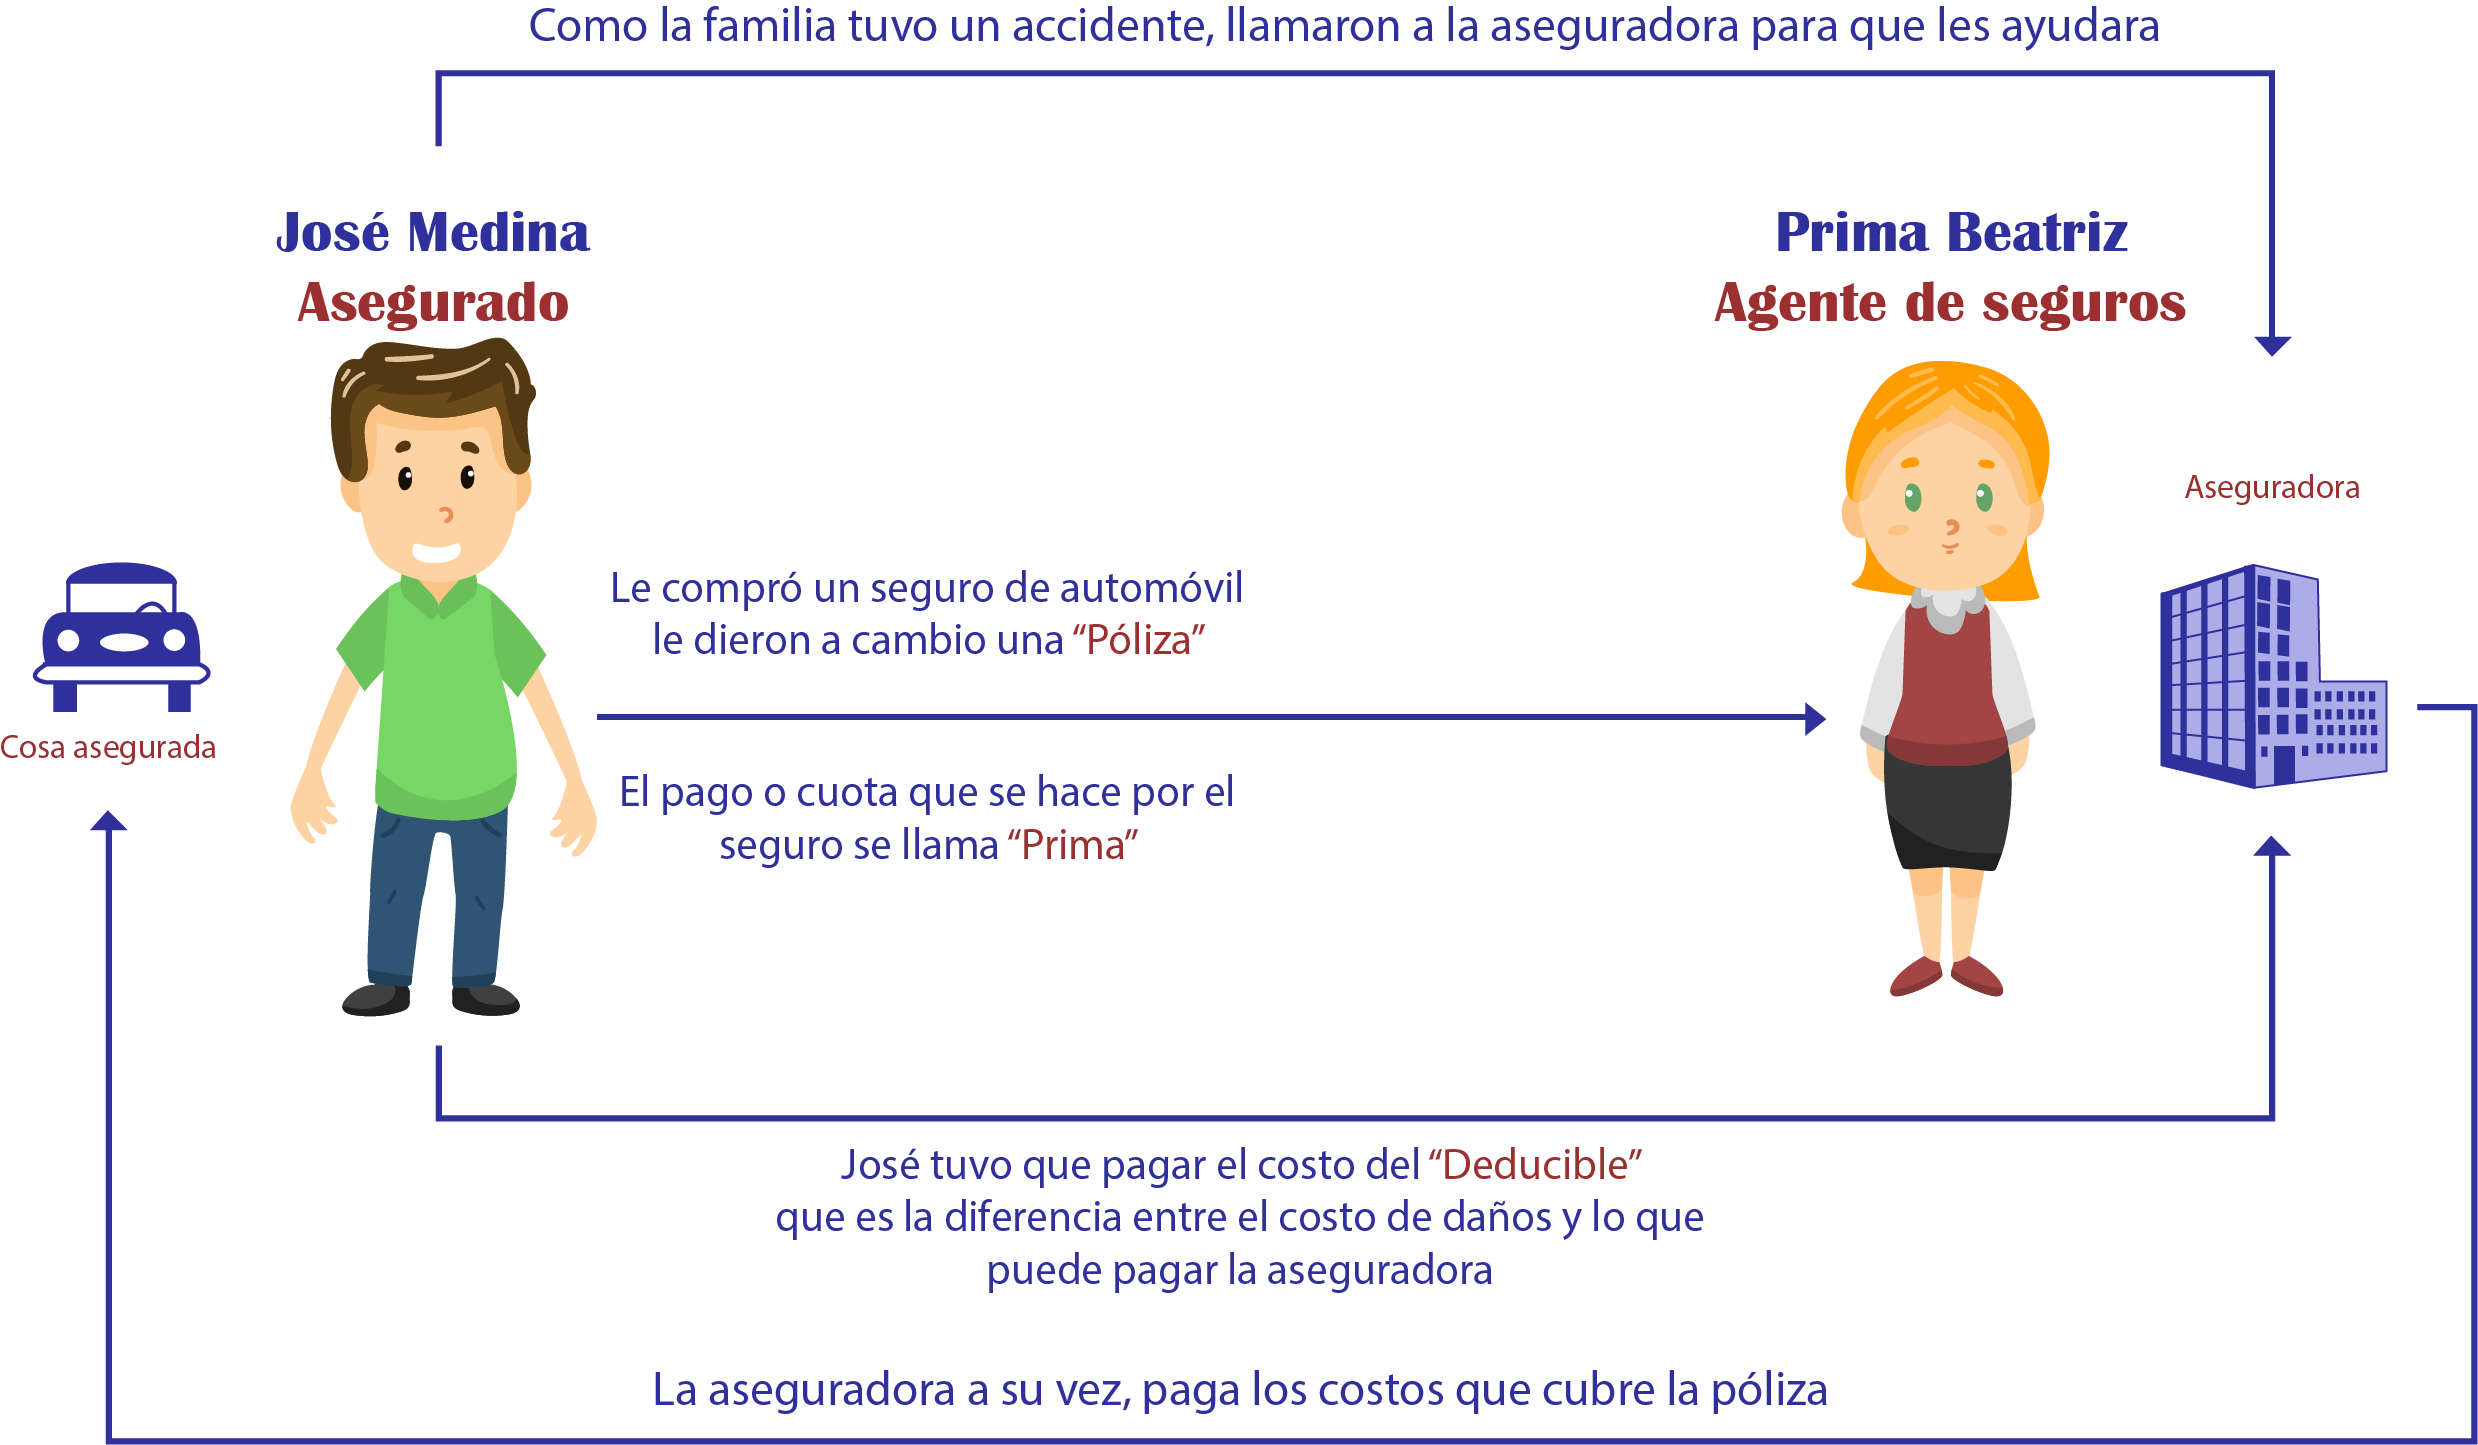 Como la familia tuvo un accidente, llamaron a la aseguradora para que les ayudara
José Medina
Asegurado
Prima Beatriz
Agente de seguros
Aseguradora
Le compró un seguro de automóvil
le dieron a cambio una “Póliza”
Cosa asegurada
El pago o cuota que se hace por el
seguro se llama “Prima”
José tuvo que pagar el costo del “Deducible”
que es la diferencia entre el costo de daños y lo que
puede pagar la aseguradora
La aseguradora a su vez, paga los costos que cubre la póliza